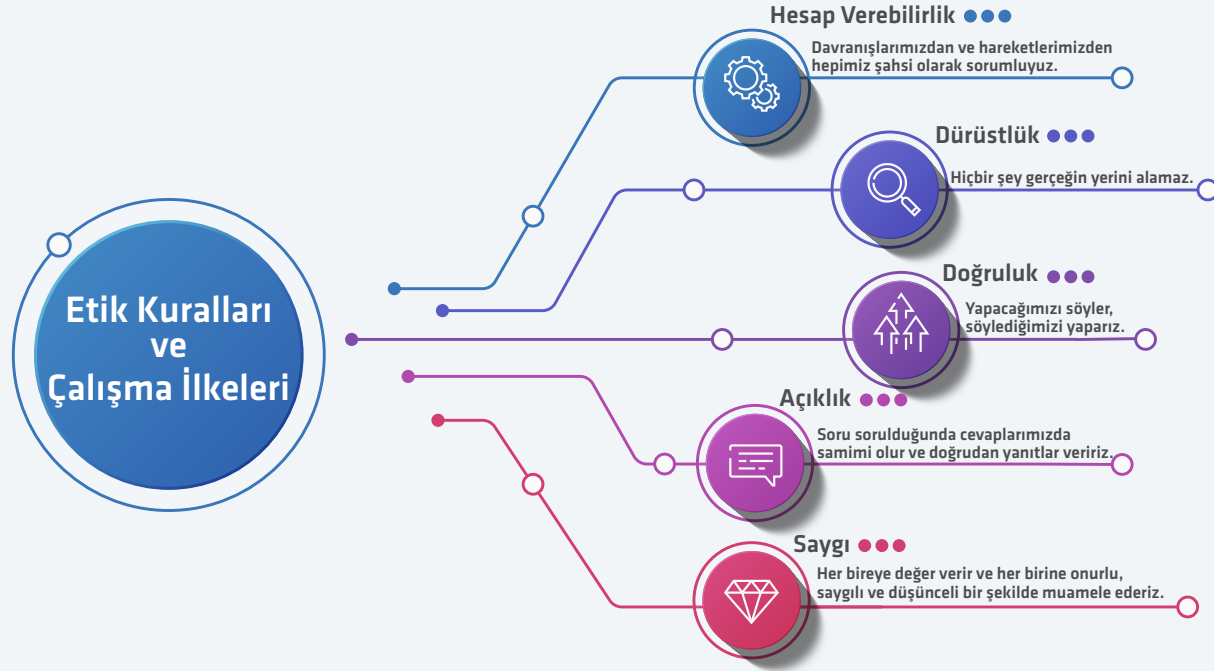 Etik Kuralları
ve
Çalışma İlkeleri
Hesap Verebilirlik
Davranışlarımızdan ve hareketlerimizden
hepimiz şahsi olarak sorumluyuz.
Dürüstlük
Hiçbir şey gerçeğin yerini alamaz.
Doğruluk
Yapacağımızı söyler,
söylediğimizi yaparız.
Açıklık
Soru sorulduğunda cevaplarımızda
samimi olur ve doğrudan yanıtlar veririz.
Saygı
Her bireye değer verir ve her birine onurlu,
saygılı ve düşünceli bir şekilde muamele ederiz.